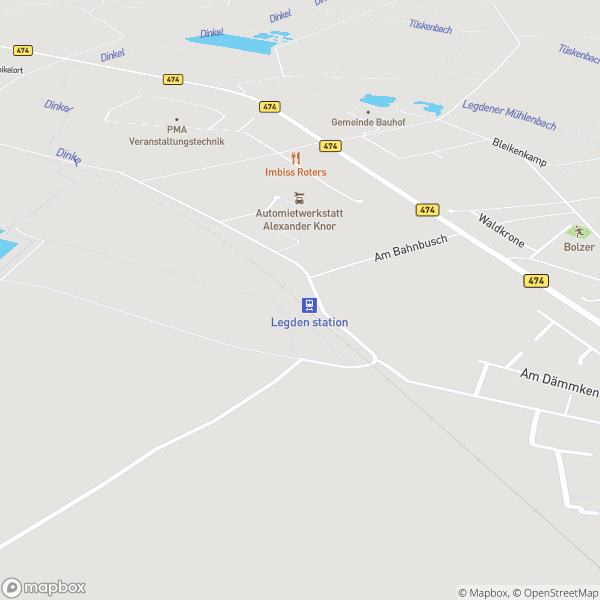 Dinkel
Dinkel
Dinkel
Tüskenbach
Tüskenbach
474
Dinkel
474
474
Dinkel
Legdener Mühlenbach
PMA
Veranstaltungstechnik
Gemeinde Bauhof
474
Bleikenkamp
Dinkel
Imbiss Roters
Automietwerkstatt
Alexander Knor
474
Waldkrone
Am Bahnbusch
Bolzer
474
Legden station
Am Dämmken
mapbox
© Mapbox, © OpenStreetMap